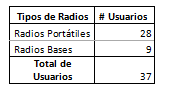 Tipos de Radios # Usuarios
Radios Portátiles 28
Radios Bases 9
Total de
Usuarios 37